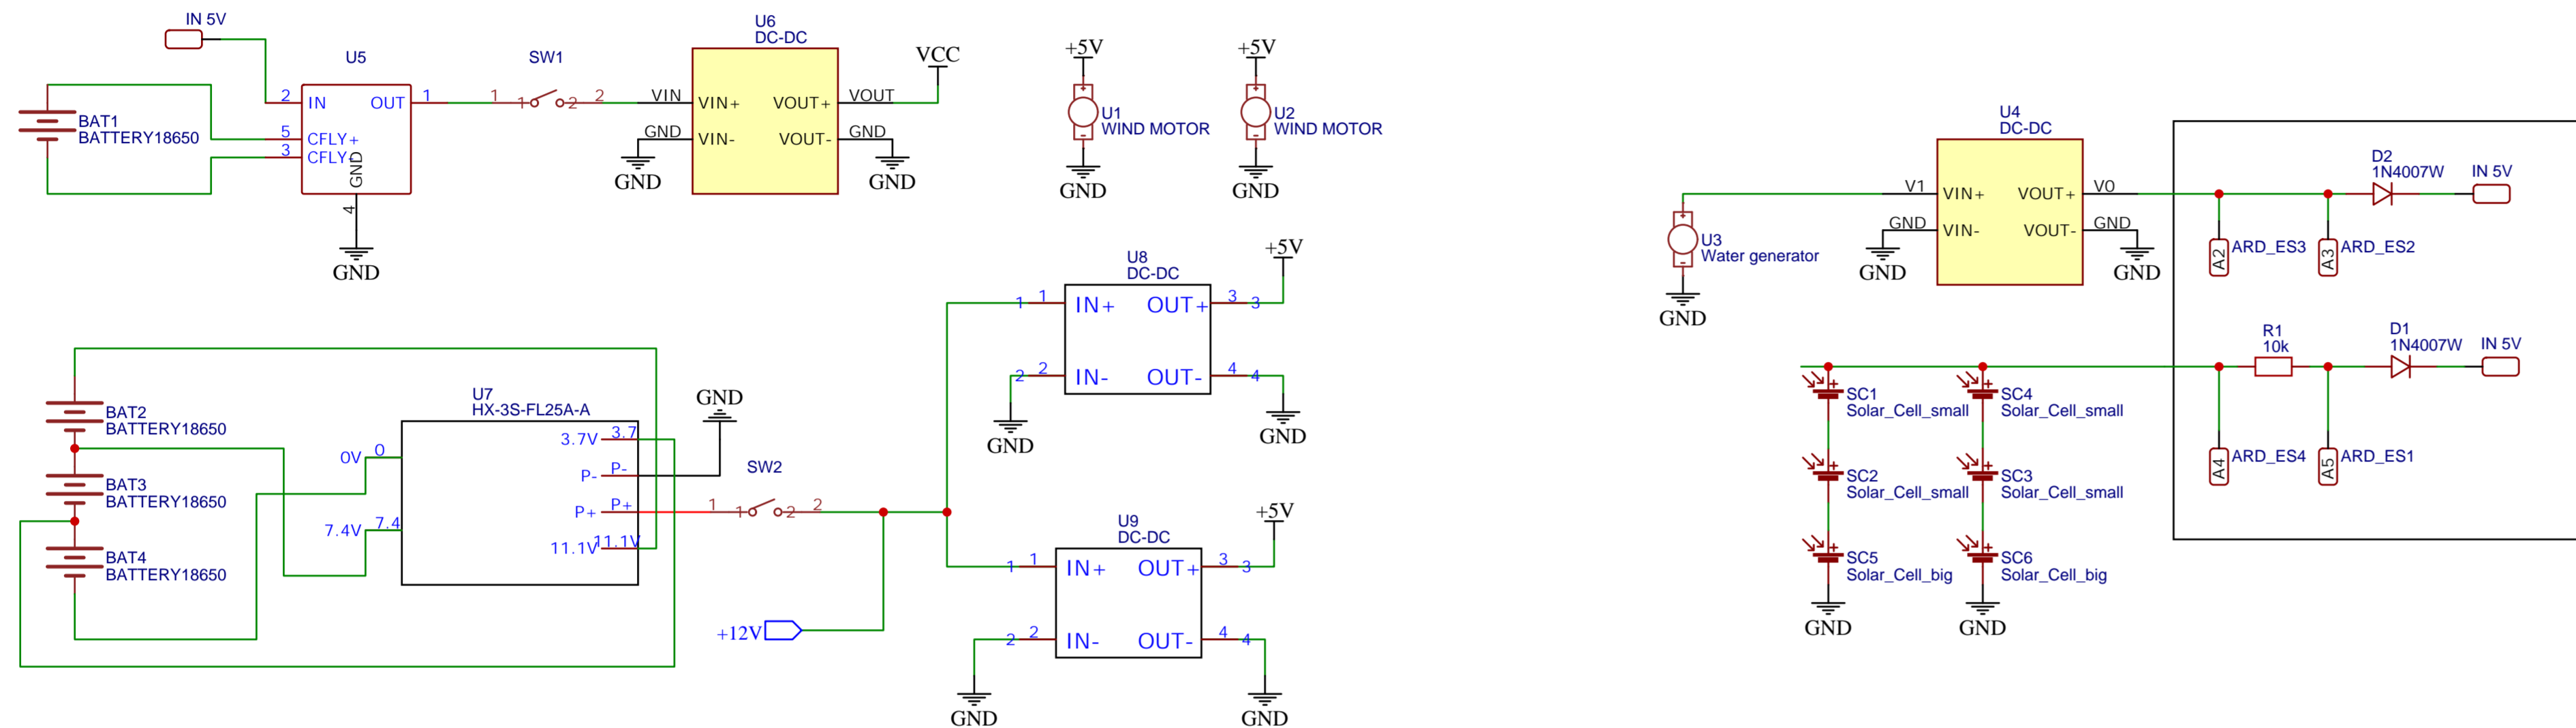 IN 5V
U5
2
IN
OUT
1
5
CFLY+
3
CFLY-
GND
4
GND
BAT1
BATTERY18650
SW1
1
1
2
2
U6
DC-DC
VIN
VIN+
VOUT+
VOUT
GND
VIN-
VOUT-
GND
GND
GND
VCC
+5V
U1
WIND MOTOR
GND
+5V
U2
WIND MOTOR
GND
BAT2
BATTERY18650
BAT3
BATTERY18650
BAT4
BATTERY18650
U7
HX-3S-FL25A-A
0V
0
7.4V
7.4
3.7V
3.7
P-
P-
P+
P+
11.1V
11.1V
GND
SW2
1
1
2
2
+12V
U8
DC-DC
1
1
IN+
OUT+
3
3
2
2
IN-
OUT-
4
4
+5V
GND
GND
U9
DC-DC
1
1
IN+
OUT+
3
3
2
2
IN-
OUT-
4
4
+5V
GND
GND
U3
Water generator
GND
U4
DC-DC
V1
VIN+
VOUT+
V0
GND
VIN-
VOUT-
GND
GND
GND
D2
1N4007W
IN 5V
A2
ARD_ES3
A3
ARD_ES2
R1
10k
D1
1N4007W
IN 5V
A4
ARD_ES4
A5
ARD_ES1
SC1
Solar_Cell_small
SC4
Solar_Cell_small
SC2
Solar_Cell_small
SC3
Solar_Cell_small
SC5
Solar_Cell_big
SC6
Solar_Cell_big
GND
GND